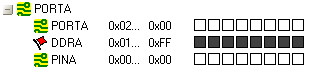 PORTA
PORTA 0x02... 0x00
DDRA 0x01... 0xFF
PINA 0x00... 0x00